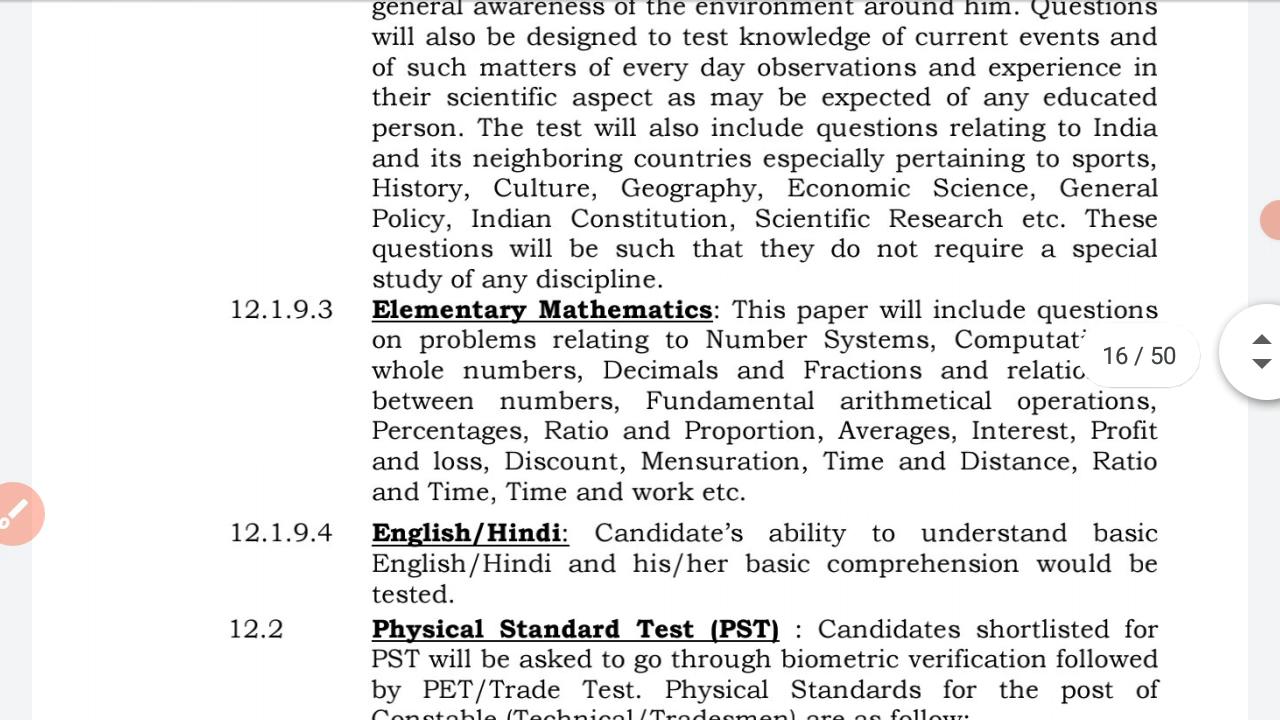 general awareness of the environment around him. Questions
will also be designed to test knowledge of current events and
of such matters of every day observations and experience in
their scientific aspect as may be expected of any educated
person. The test will also include questions relating to India
and its neighboring countries especially pertaining to sports,
History, Culture, Geography, Economic Science, General
Policy, Indian Constitution, Scientific Research etc. These
questions will be such that they do not require a special
study of any discipline.
12.1.9.3 Elementary Mathematics: This paper will include questions
on problems relating to Number Systems,
whole numbers, Decimals and Fractions and
between numbers, Fundamental arithmetical operations,
Percentages, Ratio and Proportion, Averages, Interest, Profit
and loss, Discount, Mensuration, Time and Distance, Ratio
and Time, Time and work etc.
16 / 50
12.1.9.4 English/Hindi: Candidate's ability to understand basic
English/Hindi and his/her basic comprehension would be
tested.
12.2 Physical Standard Test (PST) : Candidates shortlisted for
PST will be asked to go through biometric verification followed
by PET/Trade Test. Physical Standards for the post of
Constable (Technical/Tradesmen) are as follow: